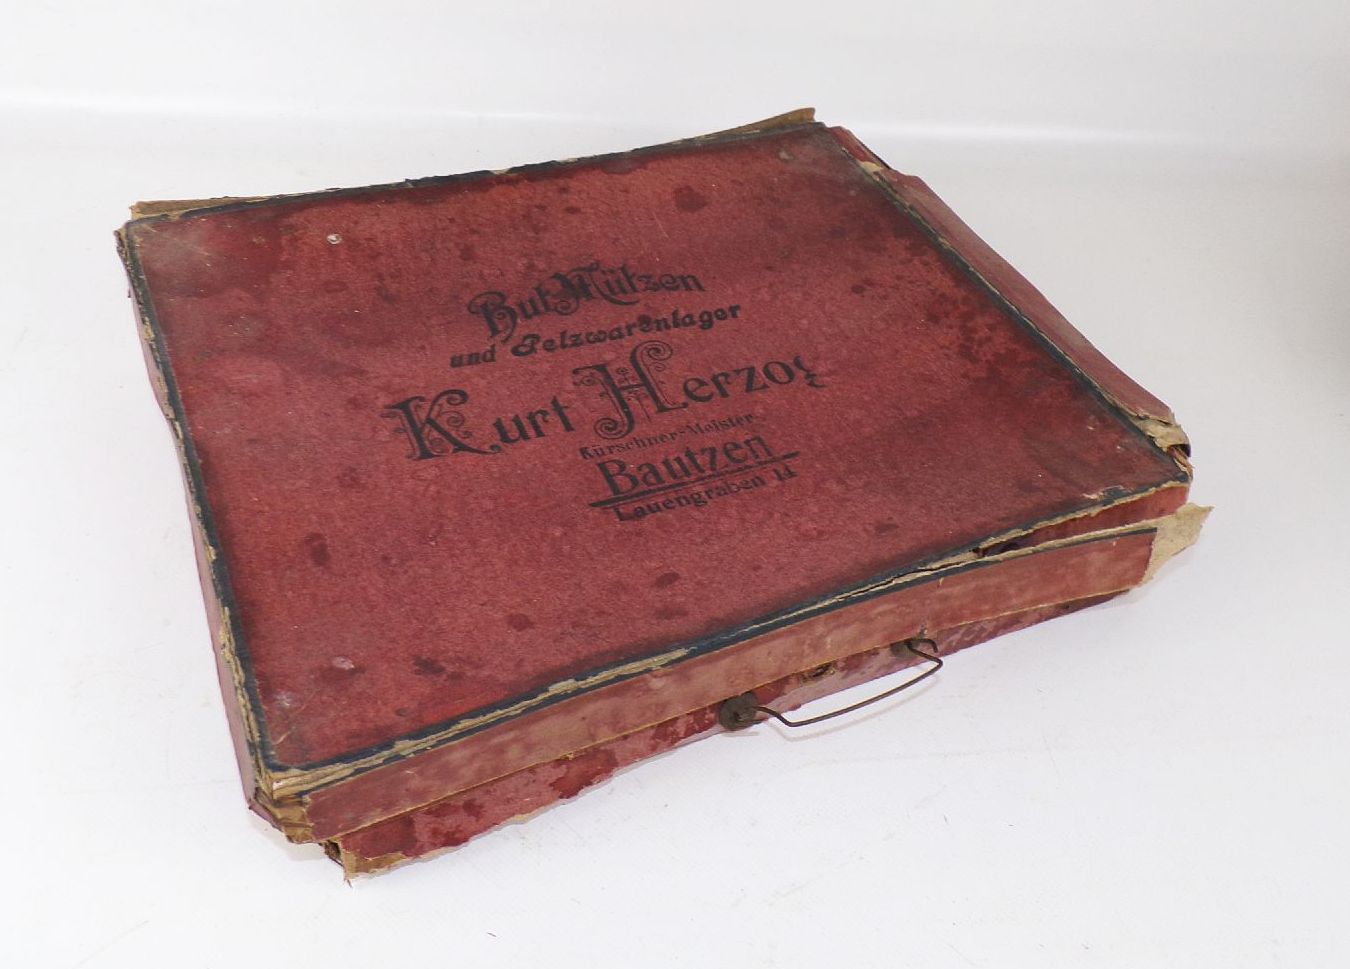 Hut Mützen
und Pelzwarenlager
Kurt Herzog
Kürschner-Meister
Bautzen
Lauengraben 14